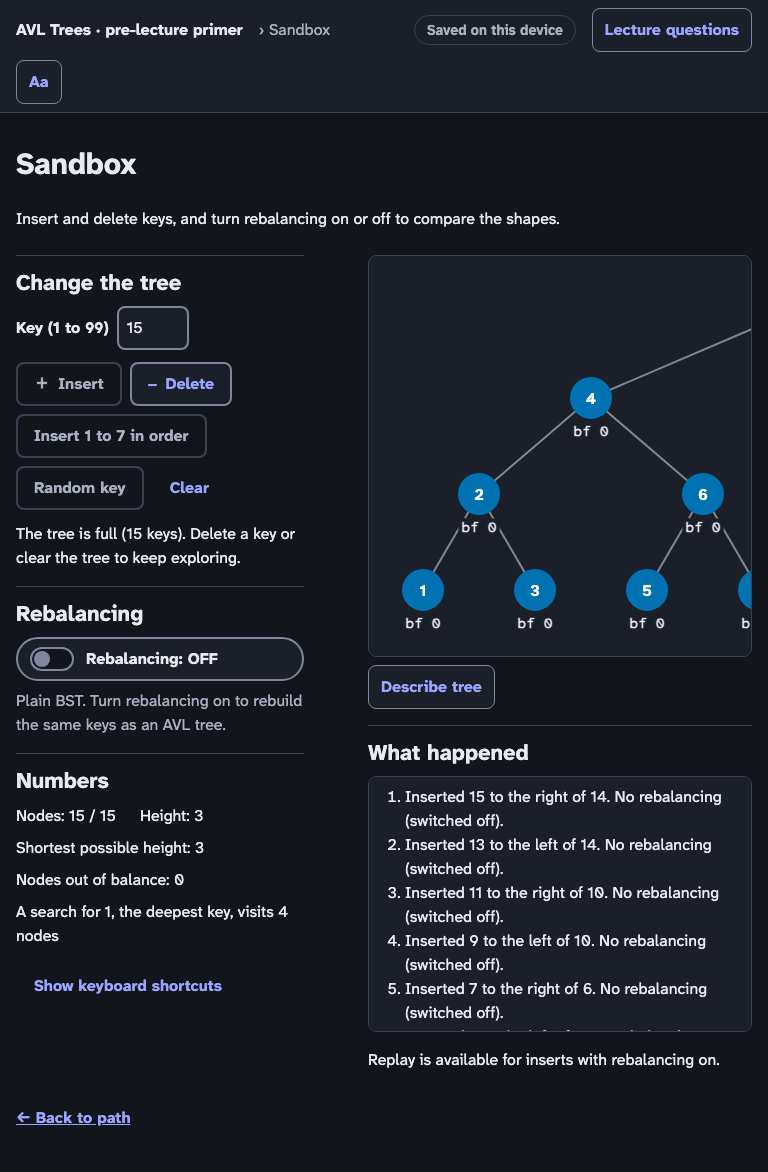 AVL Trees · pre-lecture primer › Sandbox Saved on this device Lecture questions
Aa
Sandbox
Insert and delete keys, and turn rebalancing on or off to compare the shapes.
Change the tree
Key (1 to 99) 15
+ Insert – Delete
Insert 1 to 7 in order
Random key Clear
The tree is full (15 keys). Delete a key or
clear the tree to keep exploring.
Rebalancing
Rebalancing: OFF
Plain BST. Turn rebalancing on to rebuild
the same keys as an AVL tree.
Numbers
Nodes: 15 / 15 Height: 3
Shortest possible height: 3
Nodes out of balance: 0
A search for 1, the deepest key, visits 4
nodes
Show keyboard shortcuts
4
bf 0
2 6
bf 0 bf 0
1 3 5
bf 0 bf 0 bf 0 b
Describe tree
What happened
1. Inserted 15 to the right of 14. No rebalancing
(switched off).
2. Inserted 13 to the left of 14. No rebalancing
(switched off).
3. Inserted 11 to the right of 10. No rebalancing
(switched off).
4. Inserted 9 to the left of 10. No rebalancing
(switched off).
5. Inserted 7 to the right of 6. No rebalancing
(switched off).
Replay is available for inserts with rebalancing on.
← Back to path